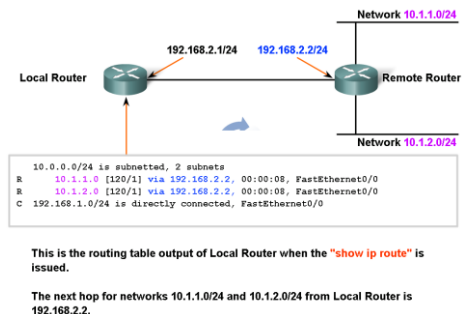 Network 10.1.1.0/24
192.168.2.1/24
192.168.2.2/24
Local Router
Remote Router
Network 10.1.2.0/24
10.0.0.0/24 is subnetted, 2 subnets
R 10.1.1.0 [120/1] via 192.168.2.2, 00:00:08, FastEthernet0/0
R 10.1.2.0 [120/1] via 192.168.2.2, 00:00:08, FastEthernet0/0
C 192.168.1.0/24 is directly connected, FastEthernet0/0
This is the routing table output of Local Router when the "show ip route" is
issued.
The next hop for networks 10.1.1.0/24 and 10.1.2.0/24 from Local Router is
192.168.2.2.